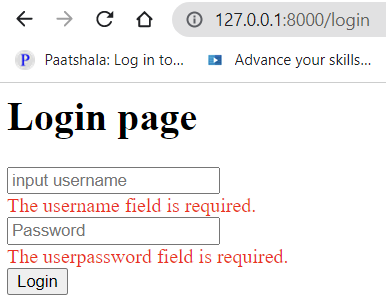 127.0.0.1:8000/login
P Paatshala: Log in to... Advance your skills...
Login page
input username
The username field is required.
Password
The userpassword field is required.
Login